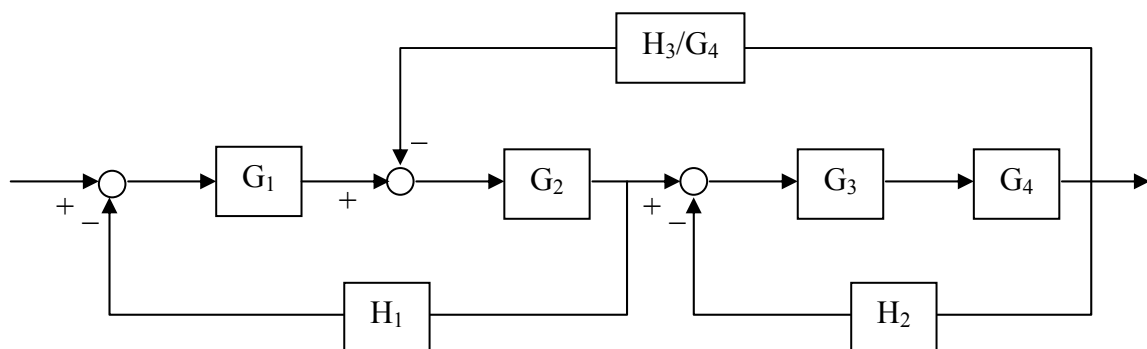 H₃/G₄
−
G₁
G₂
G₃
G₄
+
−
+
+
−
H₁
H₂